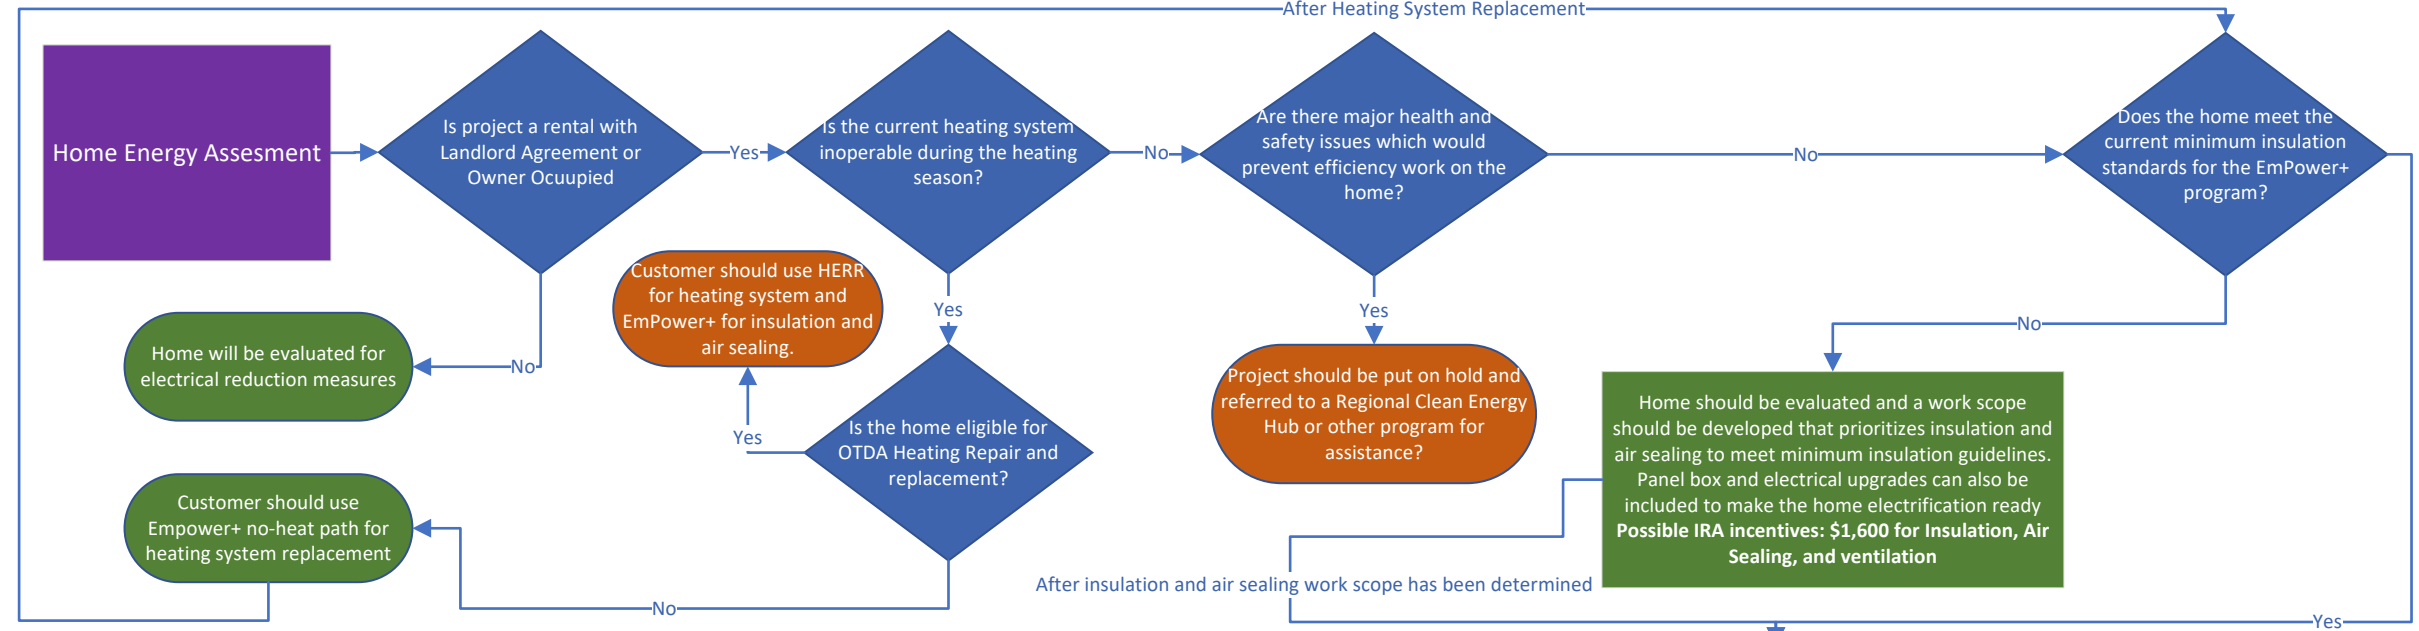 After Heating System Replacement
Home Energy Assesment
Is project a rental with
Landlord Agreement or
Owner Ocuupied
Yes
Is the current heating system
inoperable during the heating
season?
No
Are there major health and
safety issues which would
prevent efficiency work on the
home?
No
Does the home meet the
current minimum insulation
standards for the EmPower+
program?
Customer should use HERR
for heating system and
EmPower+ for insulation and
air sealing.
Yes
Yes
No
Home will be evaluated for
electrical reduction measures
No
Project should be put on hold and
referred to a Regional Clean Energy
Hub or other program for
assistance?
Home should be evaluated and a work scope
should be developed that prioritizes insulation and
air sealing to meet minimum insulation guidelines.
Panel box and electrical upgrades can also be
included to make the home electrification ready
Possible IRA incentives: $1,600 for Insulation, Air
Sealing, and ventilation
Yes
Is the home eligible for
OTDA Heating Repair and
replacement?
Customer should use
Empower+ no-heat path for
heating system replacement
No
After insulation and air sealing work scope has been determined
Yes